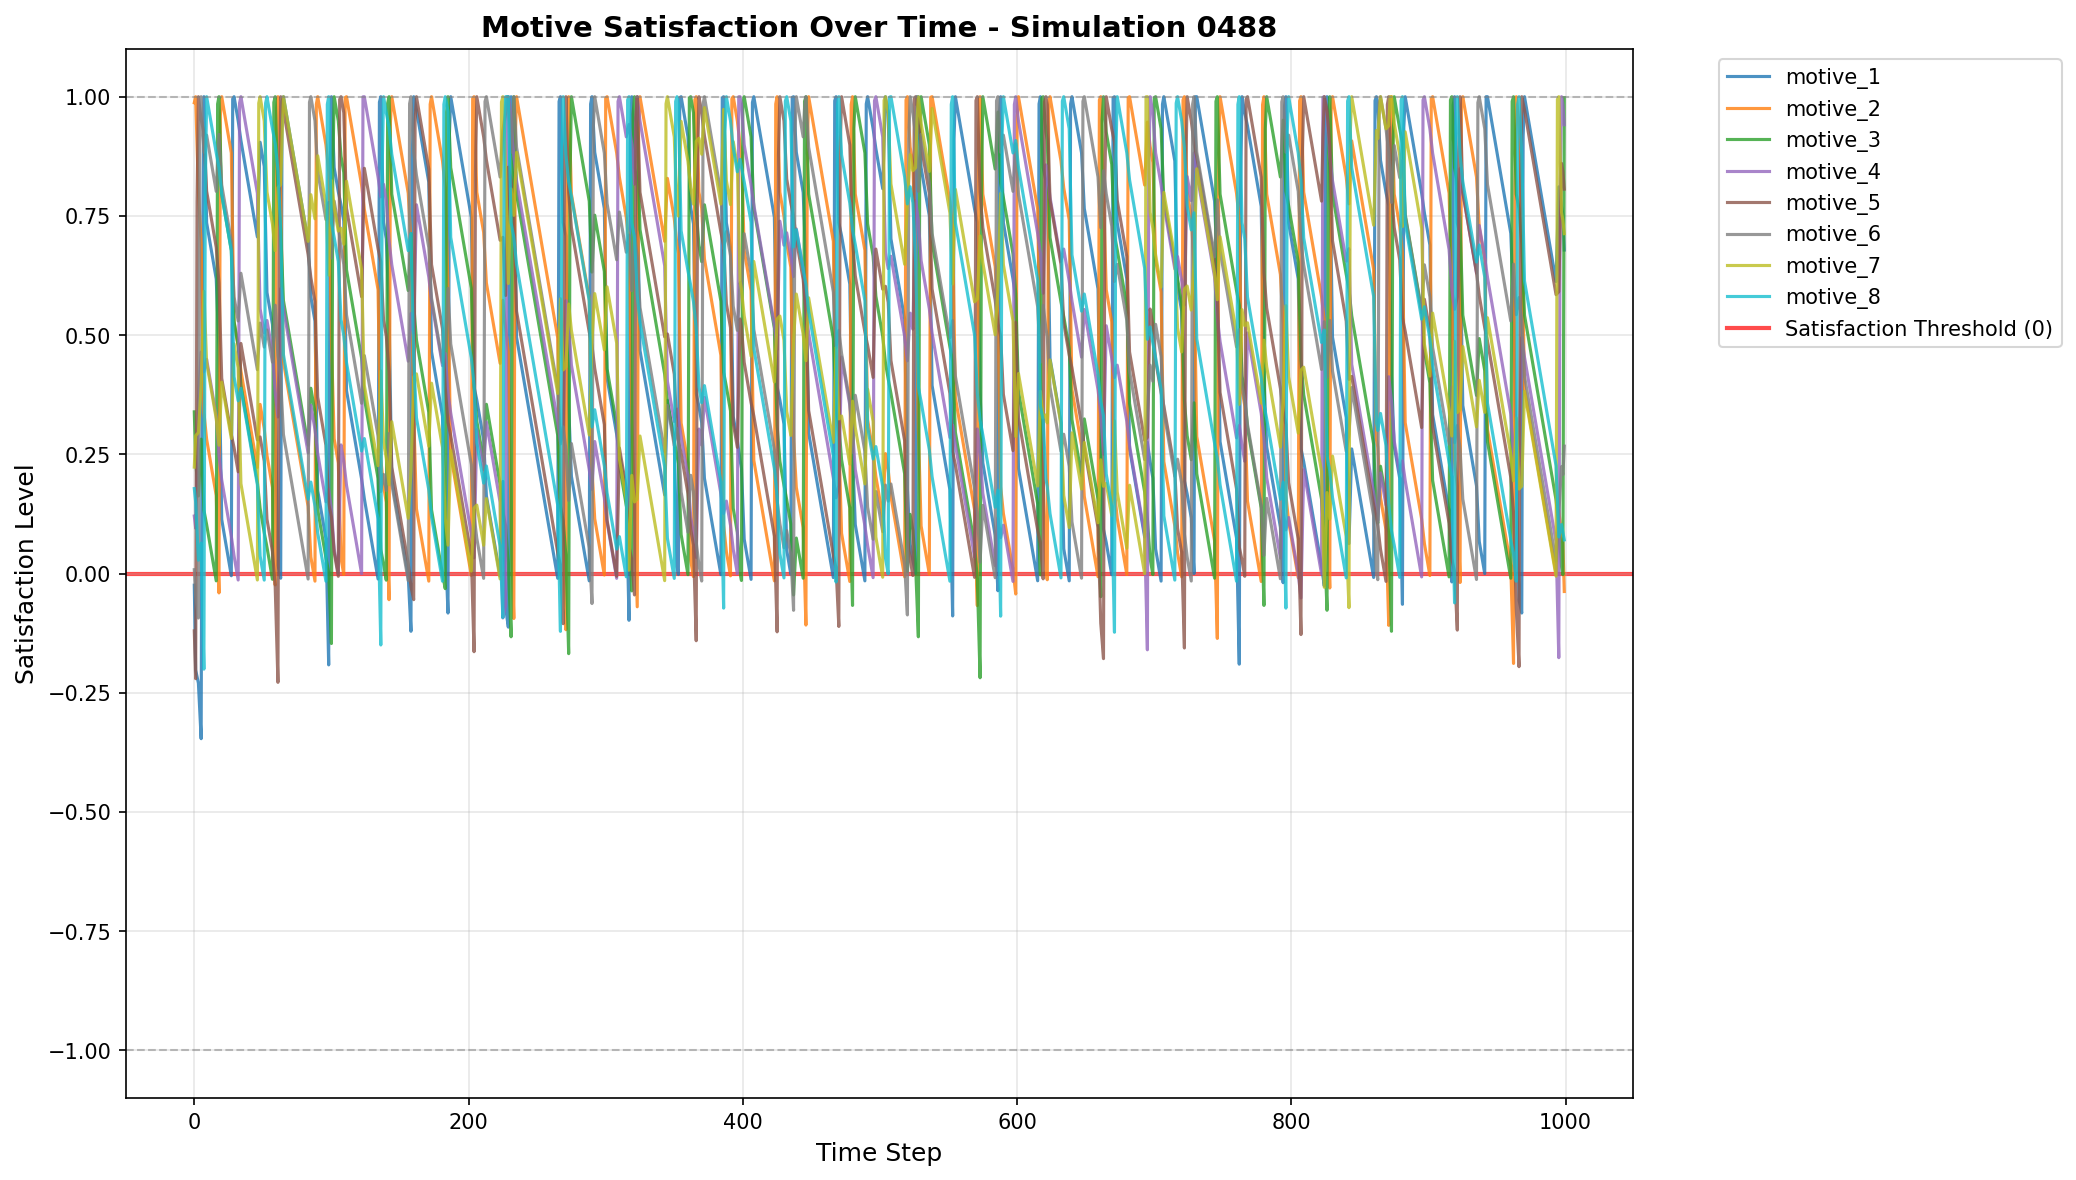 Motive Satisfaction Over Time - Simulation 0488
1.00
0.75
0.50
0.25
0.00
−0.25
−0.50
−0.75
−1.00
Satisfaction Level
0
200
400
600
800
1000
Time Step
motive_1
motive_2
motive_3
motive_4
motive_5
motive_6
motive_7
motive_8
Satisfaction Threshold (0)